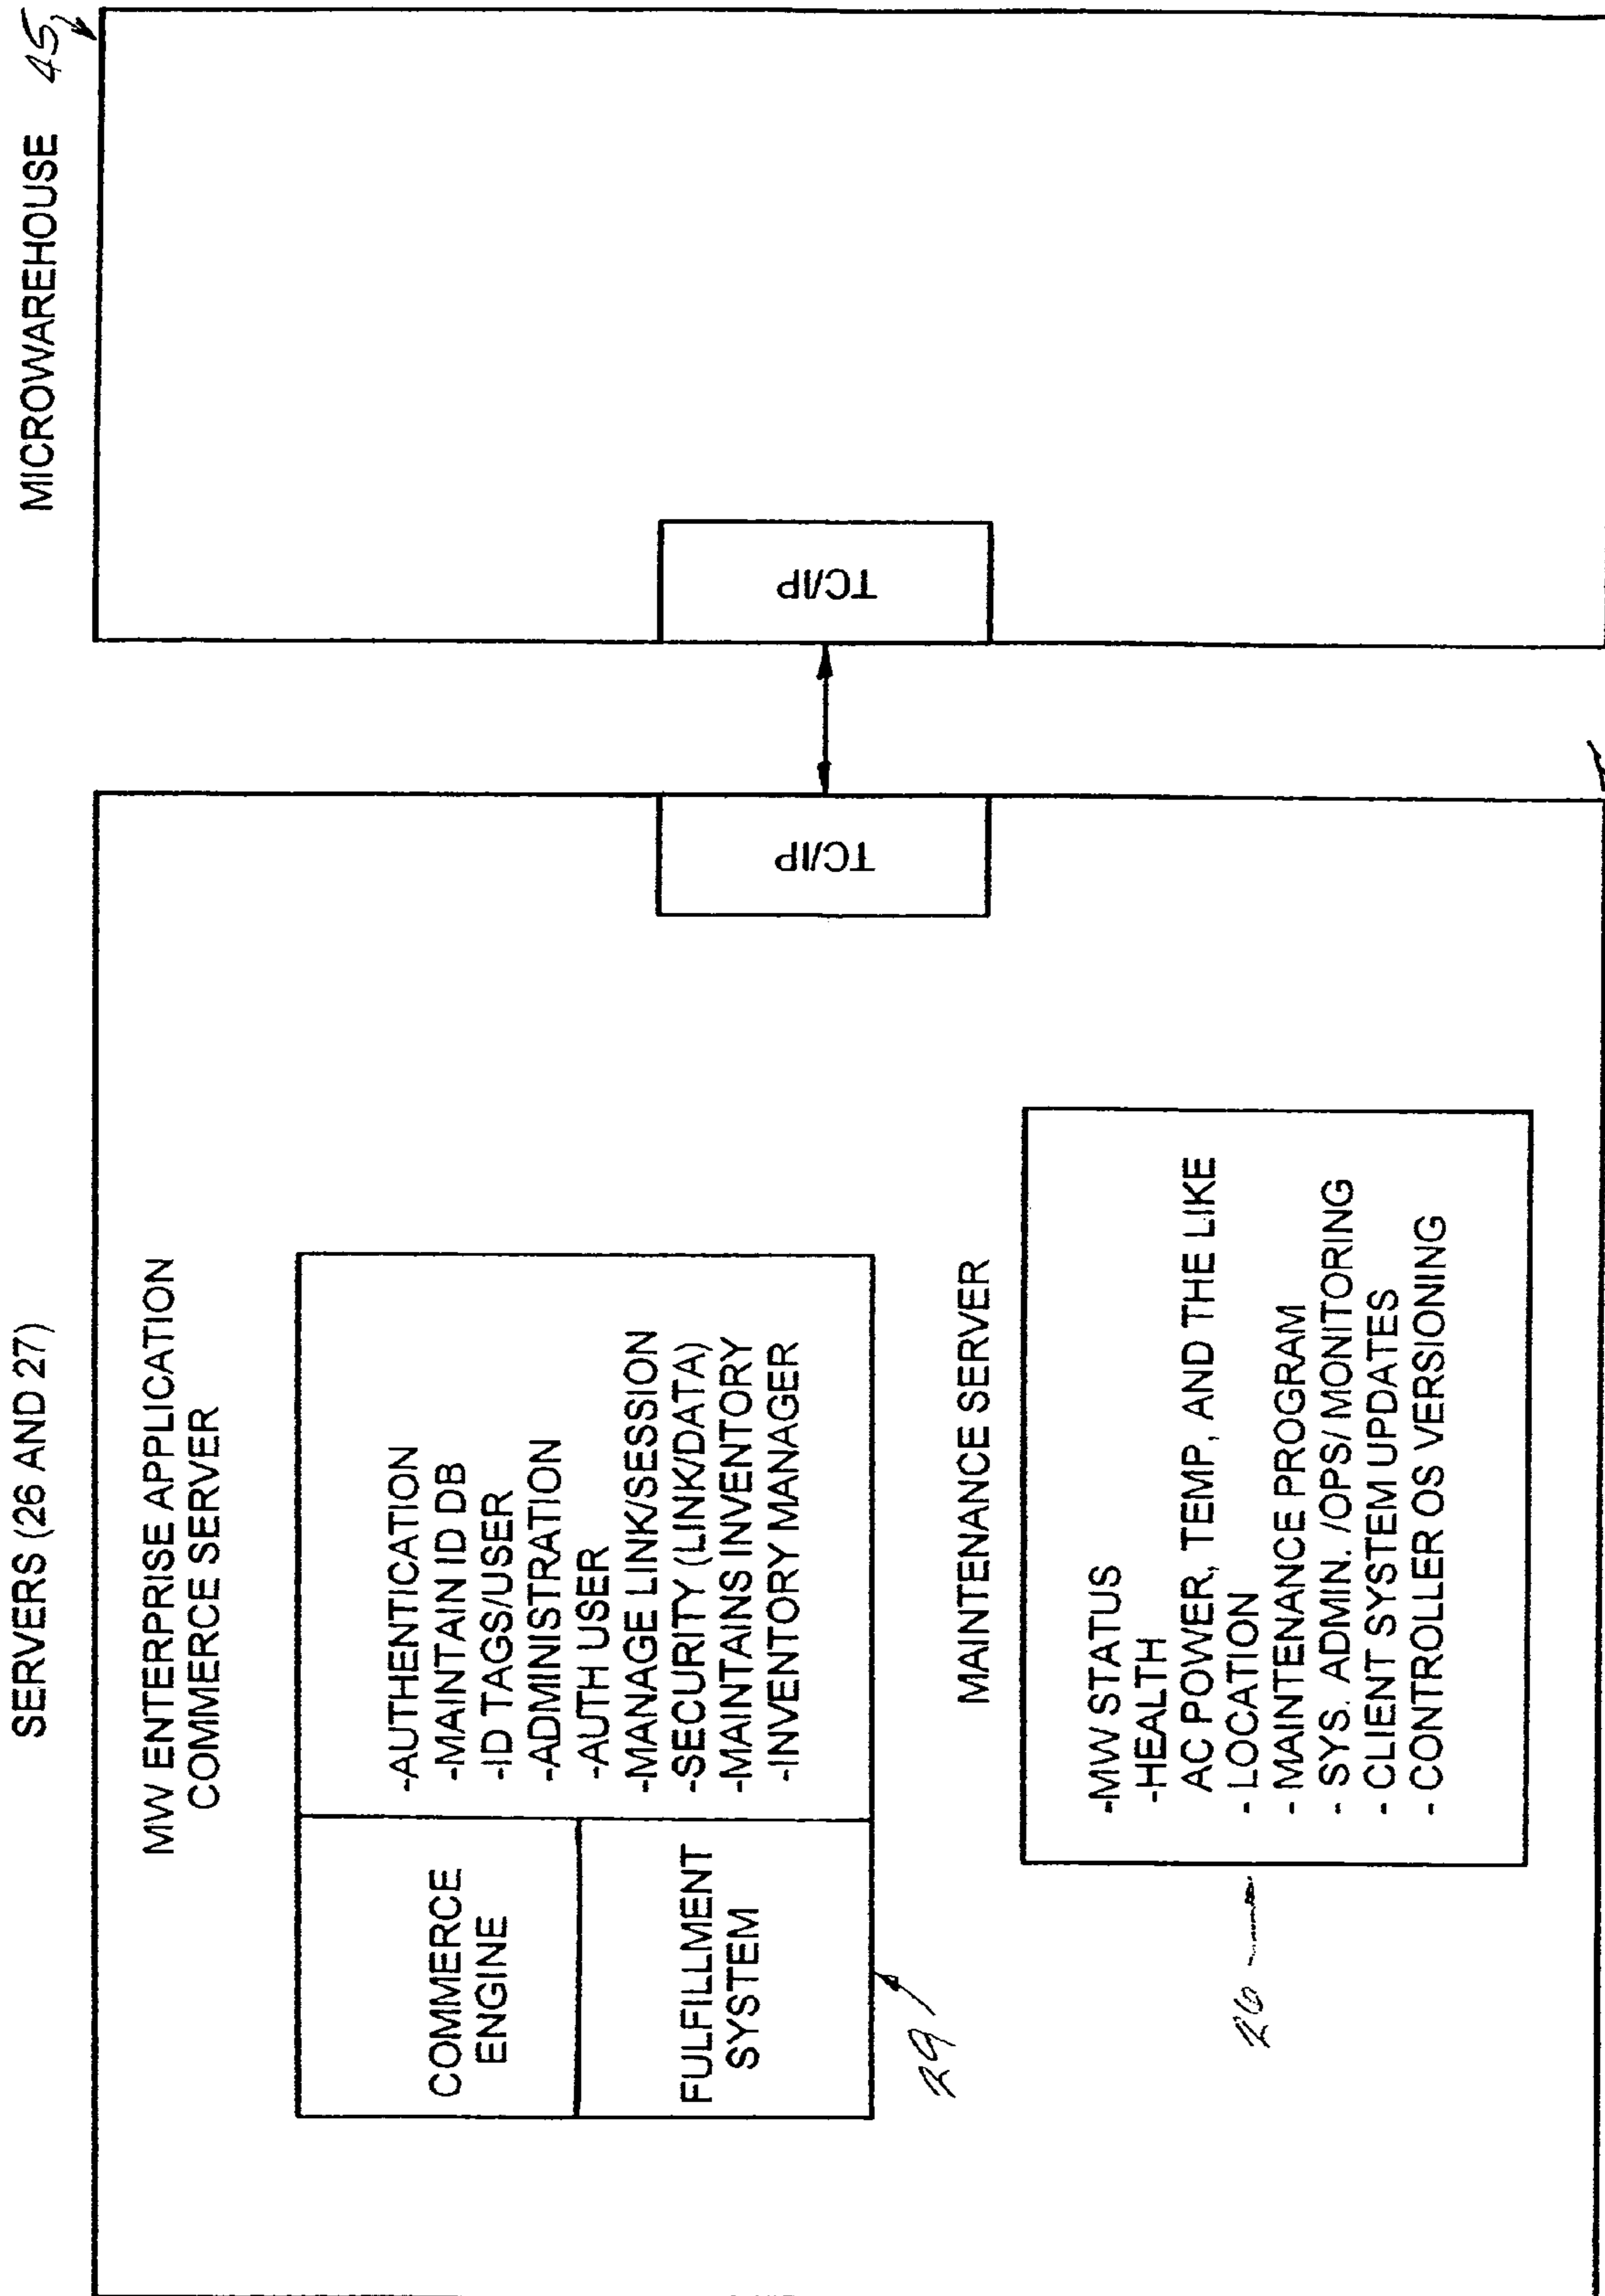 SERVERS (26 AND 27)
MW ENTERPRISE APPLICATION
COMMERCE SERVER
COMMERCE
ENGINE
FULFILLMENT
SYSTEM
-AUTHENTICATION
-MAINTAIN ID DB
-ID TAGS/USER
-ADMINISTRATION
-AUTH USER
-MANAGE LINK/SESSION
-SECURITY (LINK/DATA)
-MAINTAINS INVENTORY
-INVENTORY MANAGER
29
MAINTENANCE SERVER
-MW STATUS
-HEALTH
AC POWER, TEMP, AND THE LIKE
- LOCATION
- MAINTENANCE PROGRAM
- SYS. ADMIN. /OPS/ MONITORING
- CLIENT SYSTEM UPDATES
- CONTROLLER OS VERSIONING
26
TC/IP
TC/IP
MICROWAREHOUSE 45